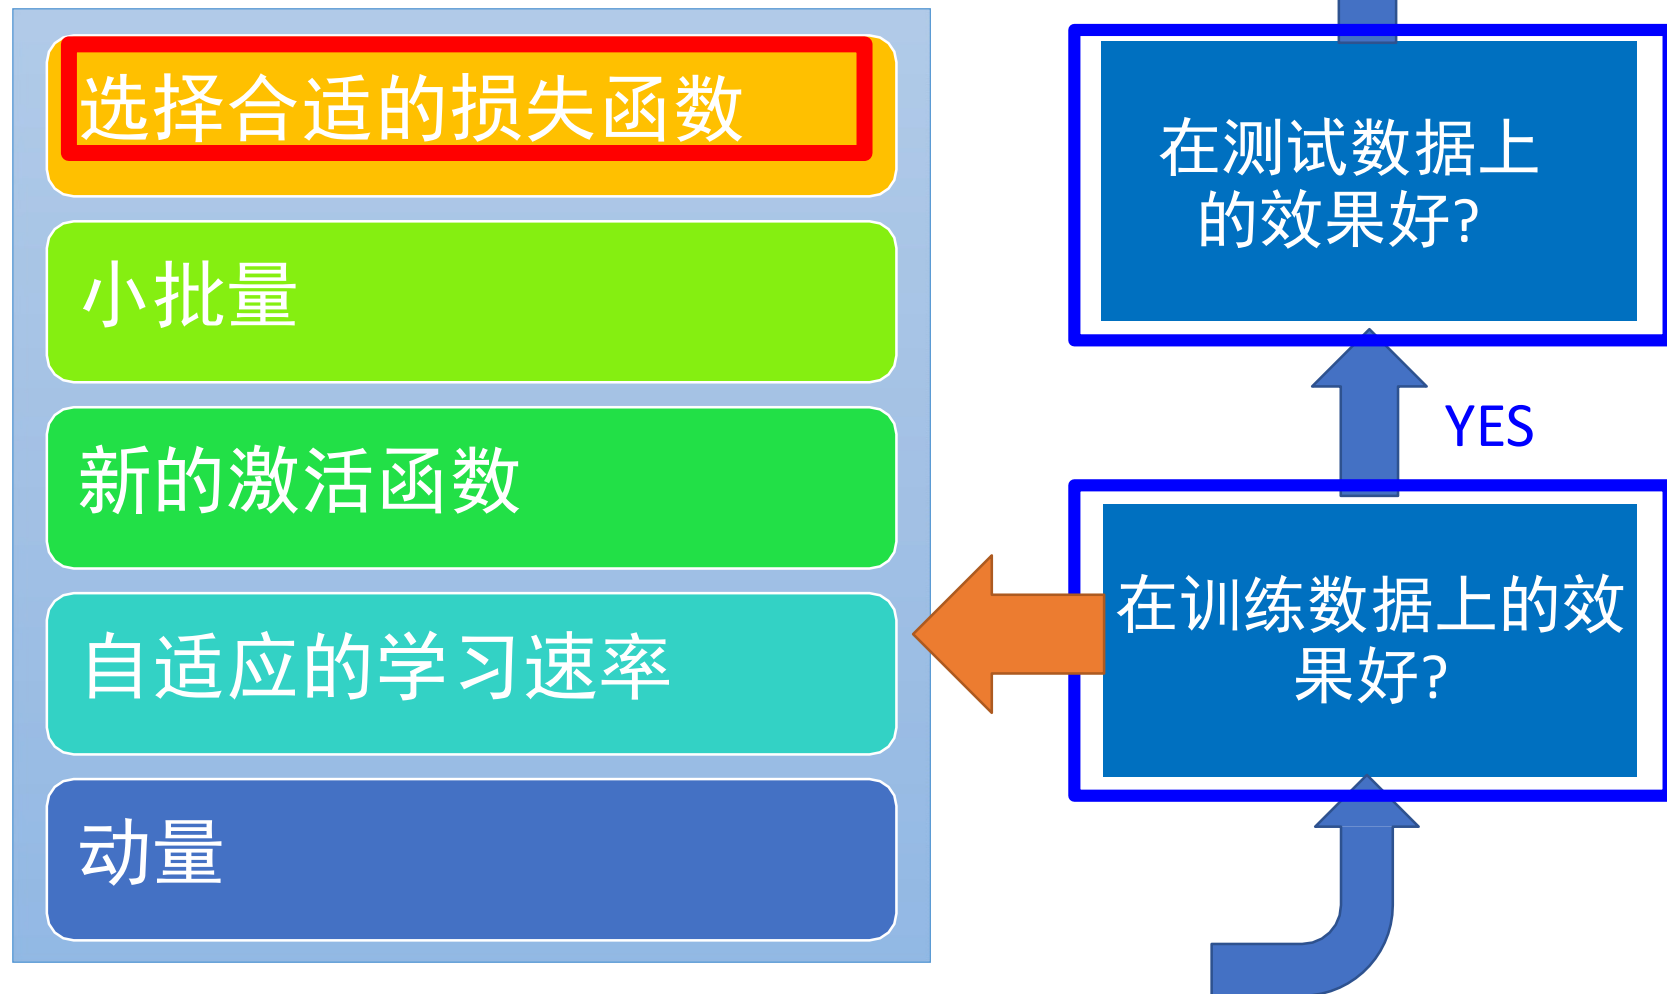 选择合适的损失函数
小批量
新的激活函数
自适应的学习速率
动量
在测试数据上
的效果好?
YES
在训练数据上的效
果好?